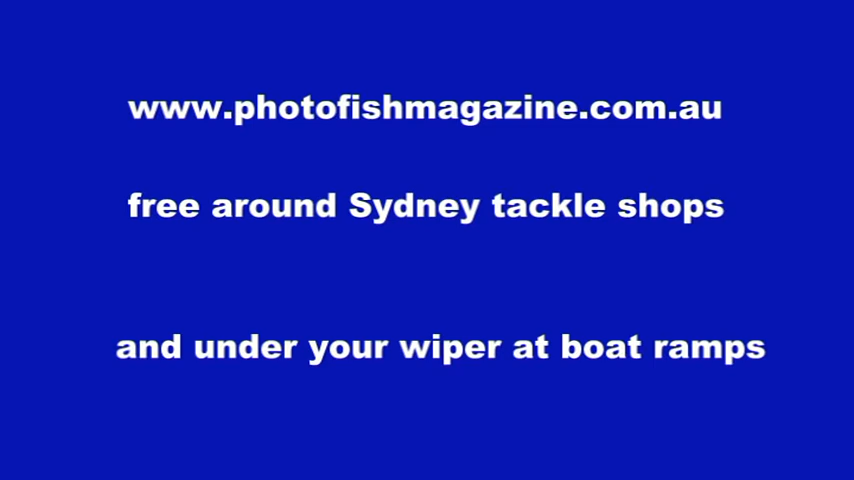 www.photofishmagazine.com.au
free around Sydney tackle shops
and under your wiper at boat ramps